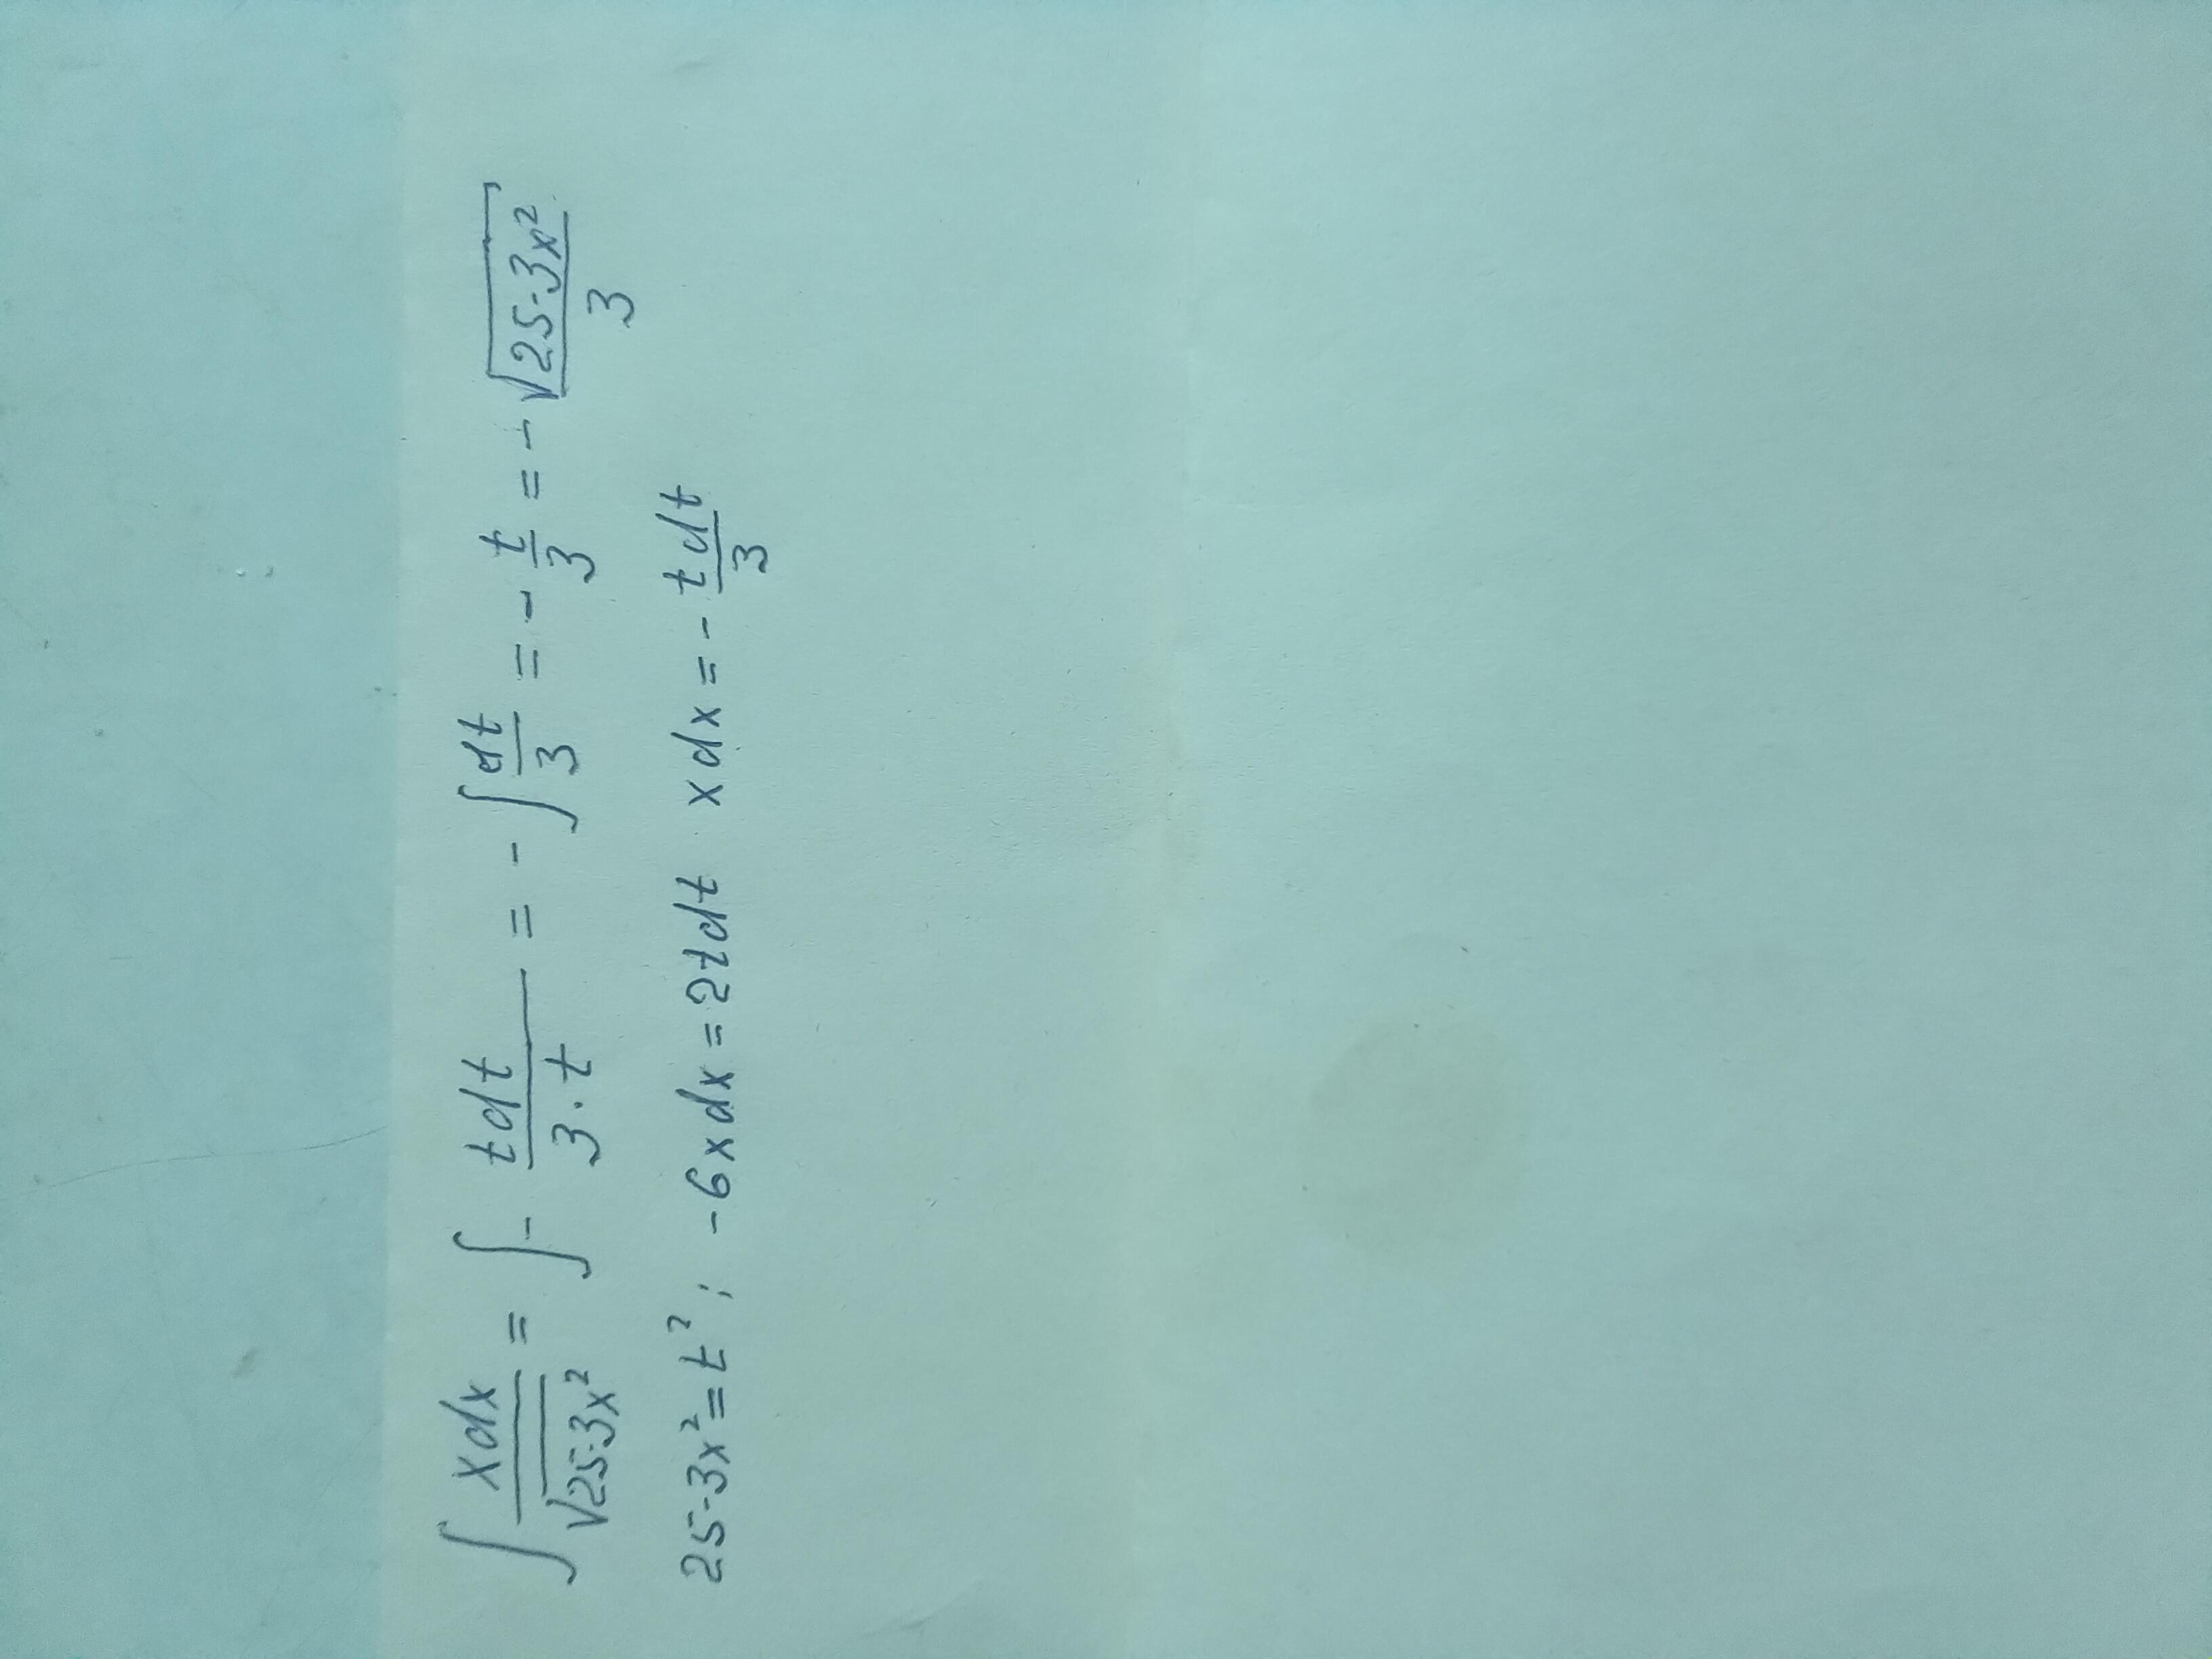 ∫ xdx/√(25-3x²) = ∫ - tdt/(3·t) = - ∫ dt/3 = - t/3 = - √(25-3x²)/3
25-3x²=t²; -6xdx=2tdt xdx=- tdt/3